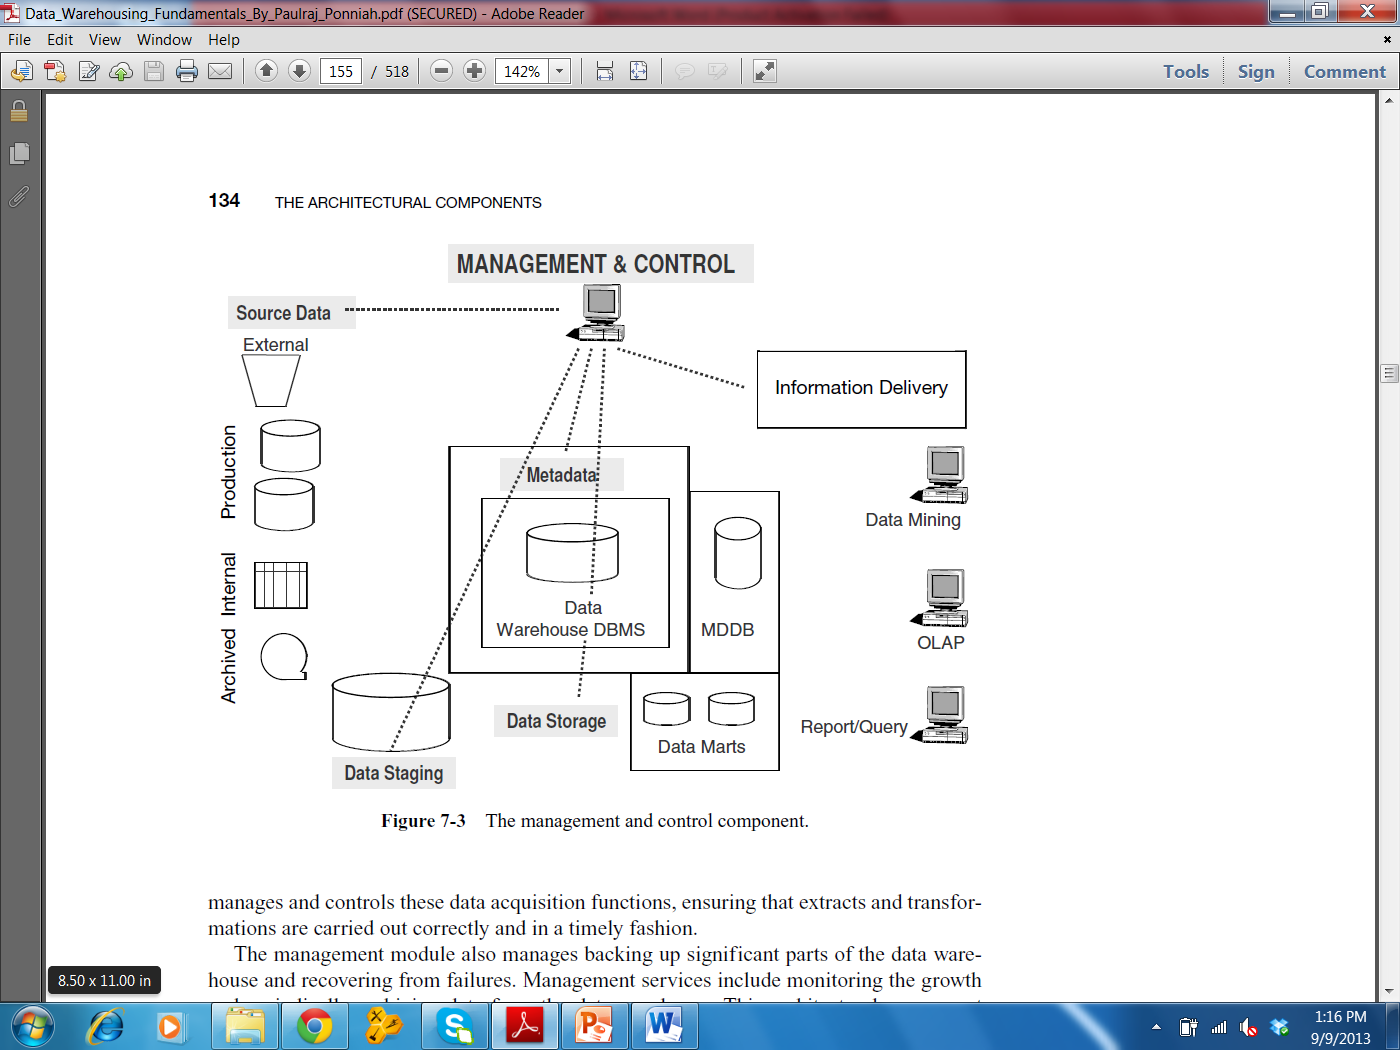 Data_Warehousing_Fundamentals_By_Paulraj_Ponniah.pdf (SECURED) - Adobe Reader
File Edit View Window Help
155 / 518 142% Tools Sign Comment
134 THE ARCHITECTURAL COMPONENTS
MANAGEMENT & CONTROL
Source Data
External
Information Delivery
Production
Metadata
Data Mining
Internal
Data
Warehouse DBMS
MDDB
OLAP
Archived
Data Storage
Data Marts
Report/Query
Data Staging
Figure 7-3 The management and control component.
manages and controls these data acquisition functions, ensuring that extracts and transfor-
mations are carried out correctly and in a timely fashion.
The management module also manages backing up significant parts of the data ware-
house and recovering from failures. Management services include monitoring the growth
8.50 x 11.00 in
1:16 PM
9/9/2013